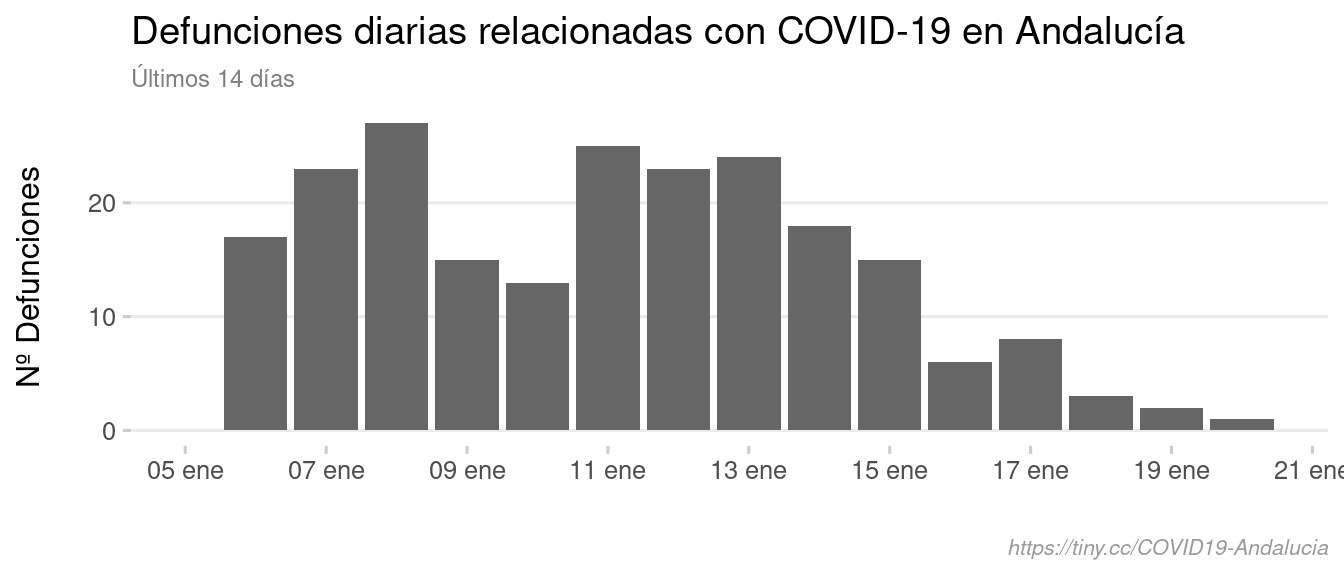 Defunciones diarias relacionadas con COVID-19 en Andalucía
Últimos 14 días
Nº Defunciones
20
10
0
05 ene 07 ene 09 ene 11 ene 13 ene 15 ene 17 ene 19 ene 21 ene
https://tiny.cc/COVID19-Andalucia